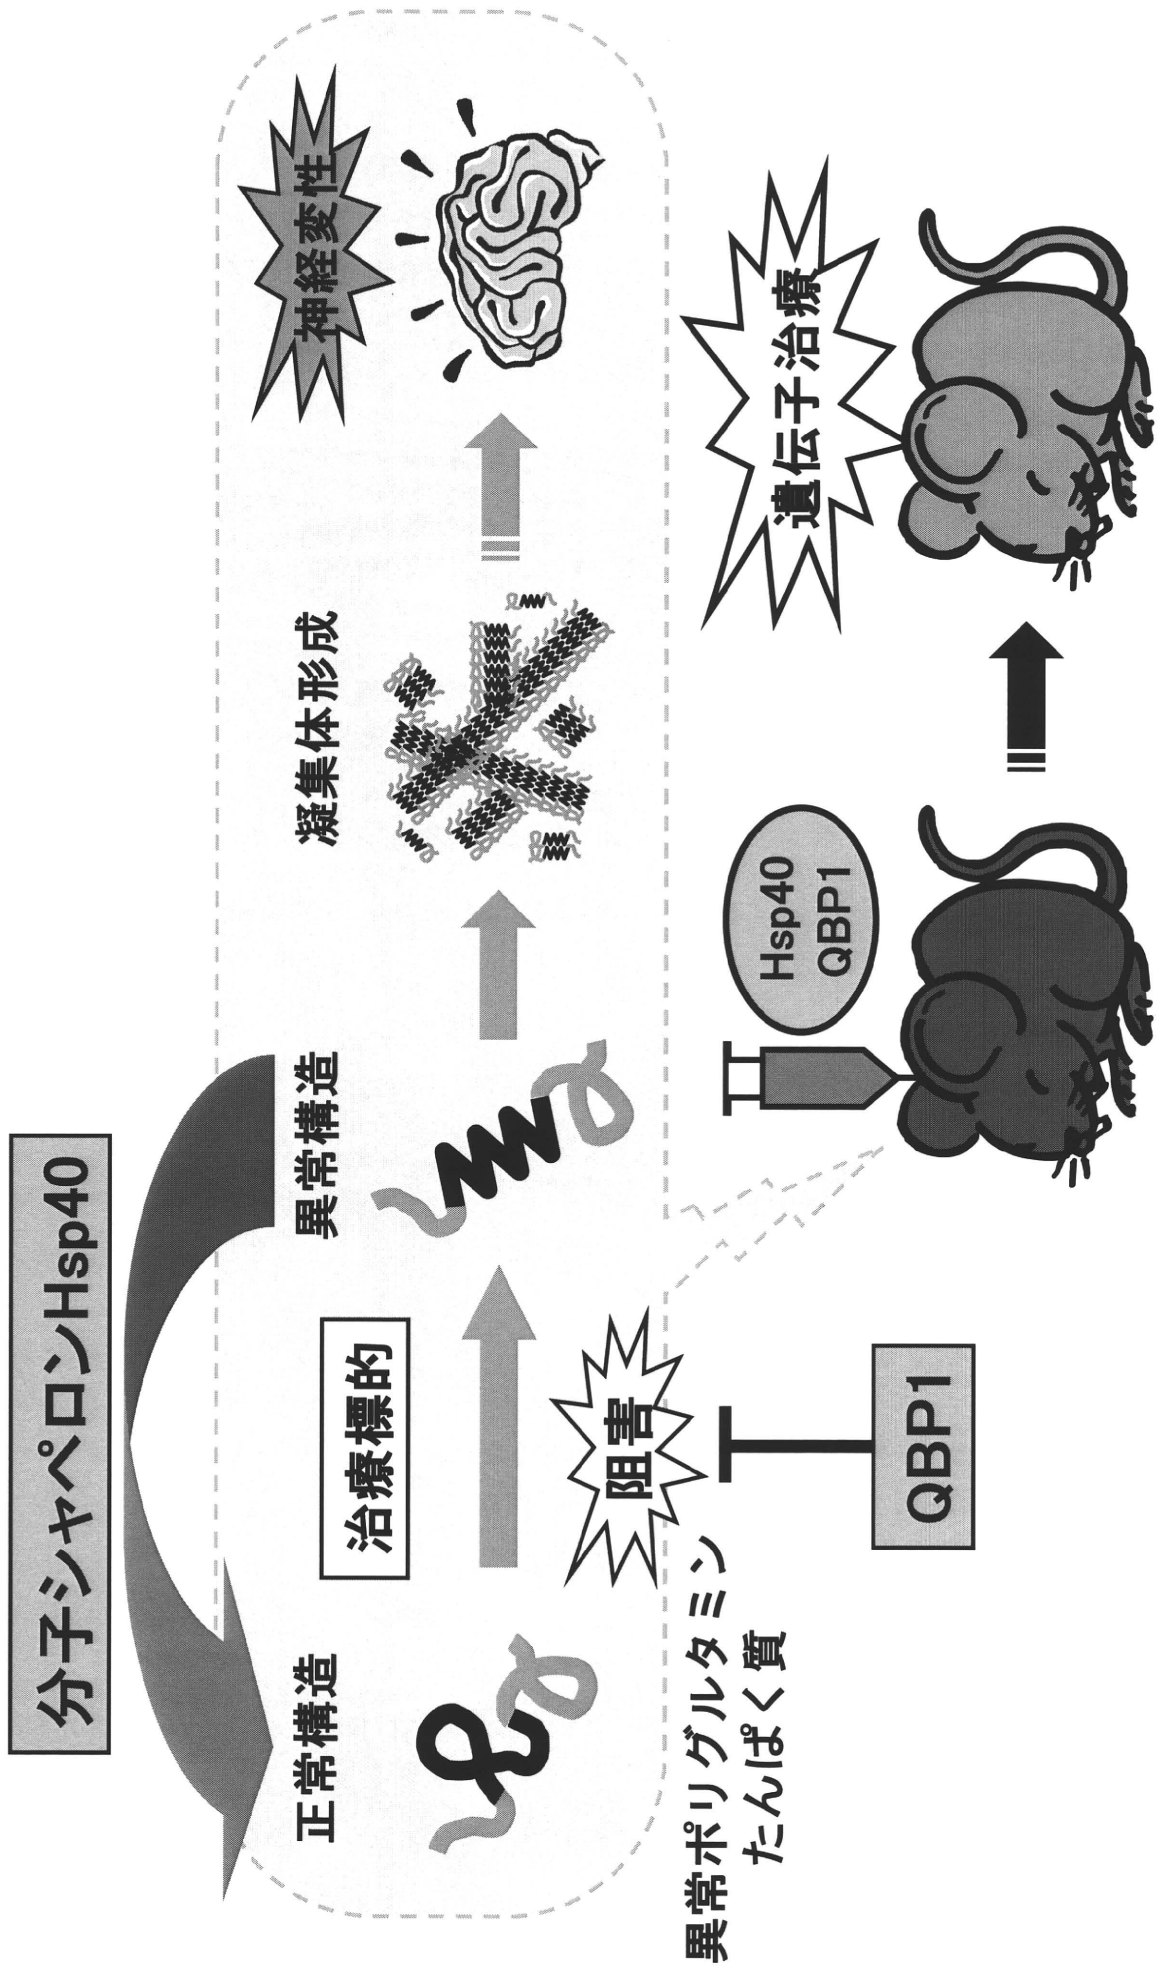 分子シャペロンHsp40
正常構造
異常構造
凝集体形成
神経変性
治療標的
阻害
異常ポリグルタミン
たんぱく質
QBP1
Hsp40
QBP1
遺伝子治療